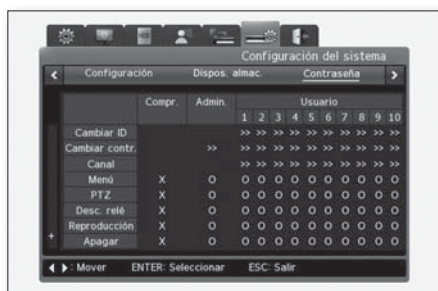 Configuración del sistema
Configuración Dispos. almac. Contraseña
Compr. Admin. Usuario
1 2 3 4 5 6 7 8 9 10
Cambiar ID >> >> >> >> >> >> >> >> >> >>
Cambiar contr. >> >> >> >> >> >> >> >> >> >> >>
Canal >> >> >> >> >> >> >> >> >> >>
Menú X O O O O O O O O O O O
PTZ X O O O O O O O O O O O
Desc. relé X O O O O O O O O O O O
Reproducción X O O O O O O O O O O O
Apagar X O O O O O O O O O O O
Mover ENTER: Seleccionar ESC: Salir